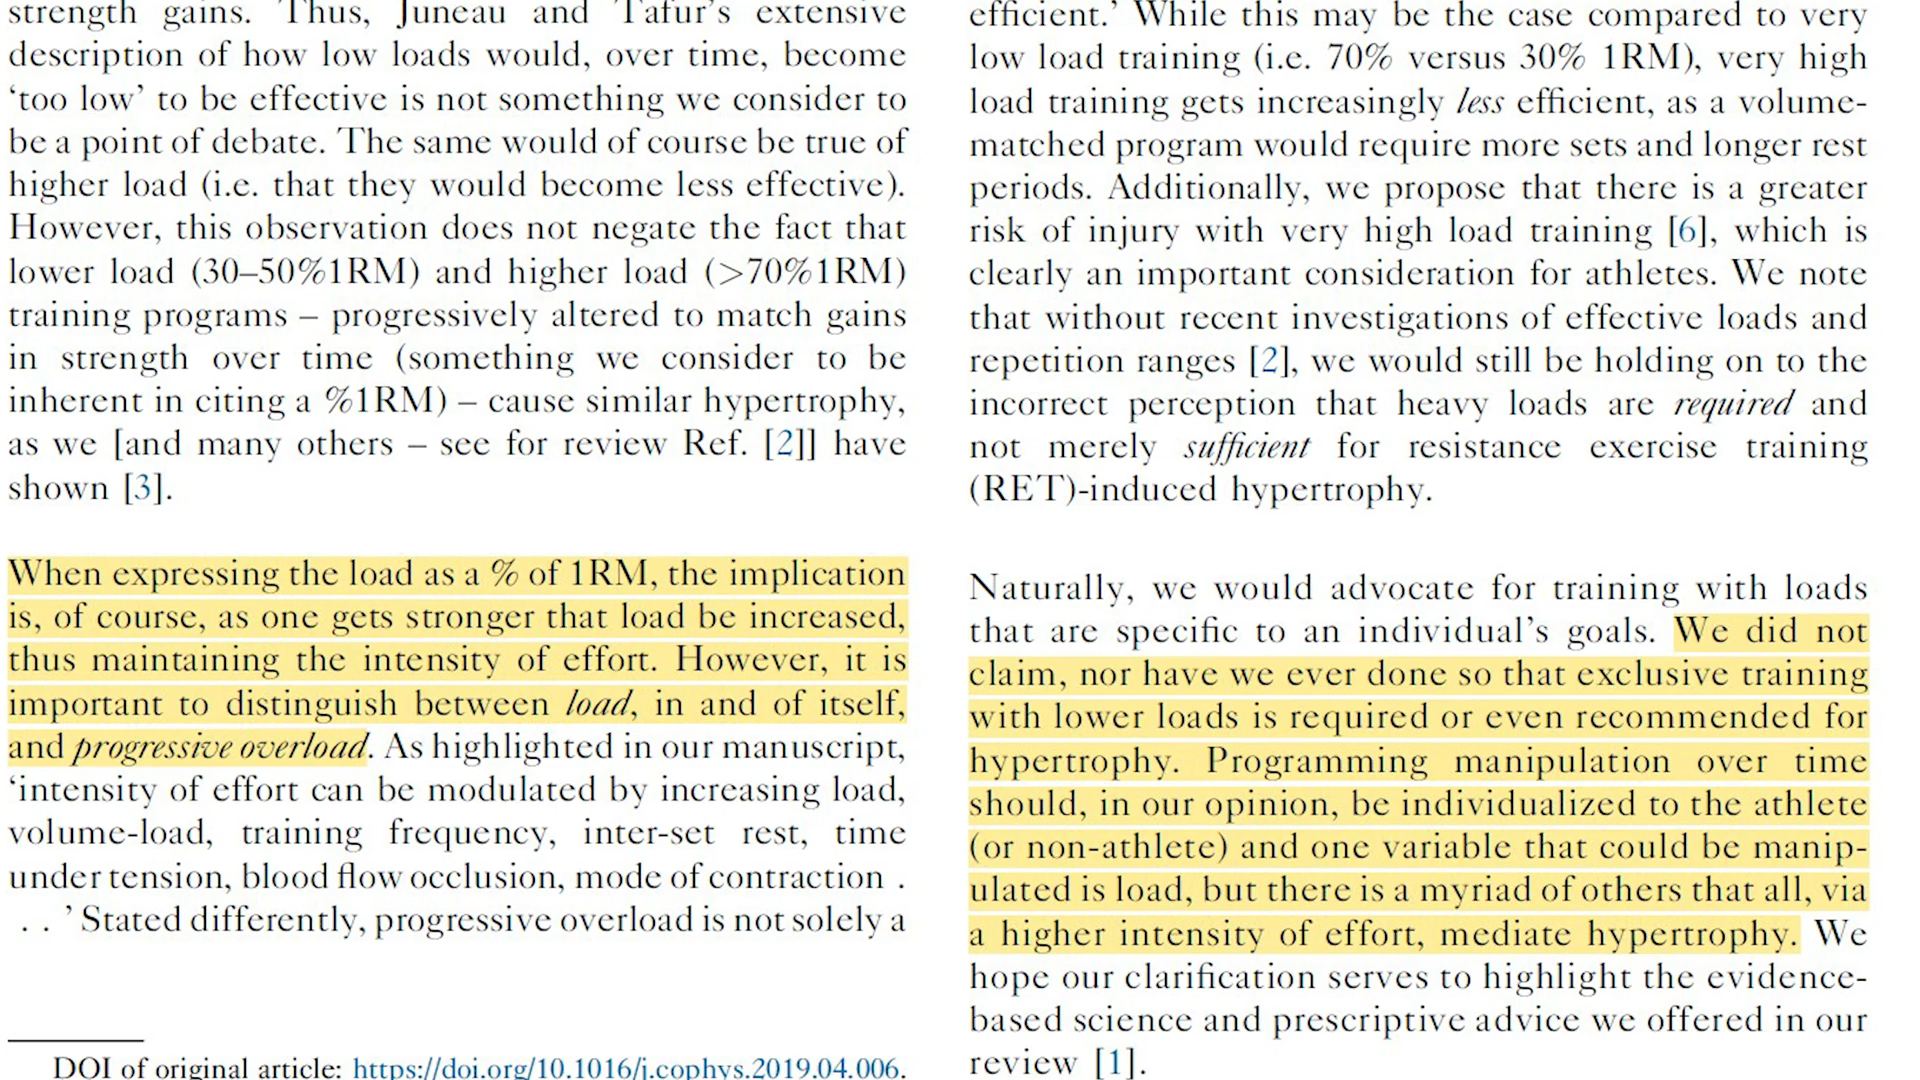 strength gains. Thus, Juneau and Tafur's extensive
description of how low loads would, over time, become
‘too low’ to be effective is not something we consider to
be a point of debate. The same would of course be true of
higher load (i.e. that they would become less effective).
However, this observation does not negate the fact that
lower load (30–50%1RM) and higher load (>70%1RM)
training programs – progressively altered to match gains
in strength over time (something we consider to be
inherent in citing a %1RM) – cause similar hypertrophy,
as we [and many others – see for review Ref. [2]] have
shown [3].
When expressing the load as a % of 1RM, the implication
is, of course, as one gets stronger that load be increased,
thus maintaining the intensity of effort. However, it is
important to distinguish between load, in and of itself,
and progressive overload. As highlighted in our manuscript,
‘intensity of effort can be modulated by increasing load,
volume-load, training frequency, inter-set rest, time
under tension, blood flow occlusion, mode of contraction .
. . ’ Stated differently, progressive overload is not solely a
DOI of original article: https://doi.org/10.1016/j.cophys.2019.04.006.
efficient.’ While this may be the case compared to very
low load training (i.e. 70% versus 30% 1RM), very high
load training gets increasingly less efficient, as a volume-
matched program would require more sets and longer rest
periods. Additionally, we propose that there is a greater
risk of injury with very high load training [6], which is
clearly an important consideration for athletes. We note
that without recent investigations of effective loads and
repetition ranges [2], we would still be holding on to the
incorrect perception that heavy loads are required and
not merely sufficient for resistance exercise training
(RET)-induced hypertrophy.
Naturally, we would advocate for training with loads
that are specific to an individual's goals. We did not
claim, nor have we ever done so that exclusive training
with lower loads is required or even recommended for
hypertrophy. Programming manipulation over time
should, in our opinion, be individualized to the athlete
(or non-athlete) and one variable that could be manip-
ulated is load, but there is a myriad of others that all, via
a higher intensity of effort, mediate hypertrophy. We
hope our clarification serves to highlight the evidence-
based science and prescriptive advice we offered in our
review [1].